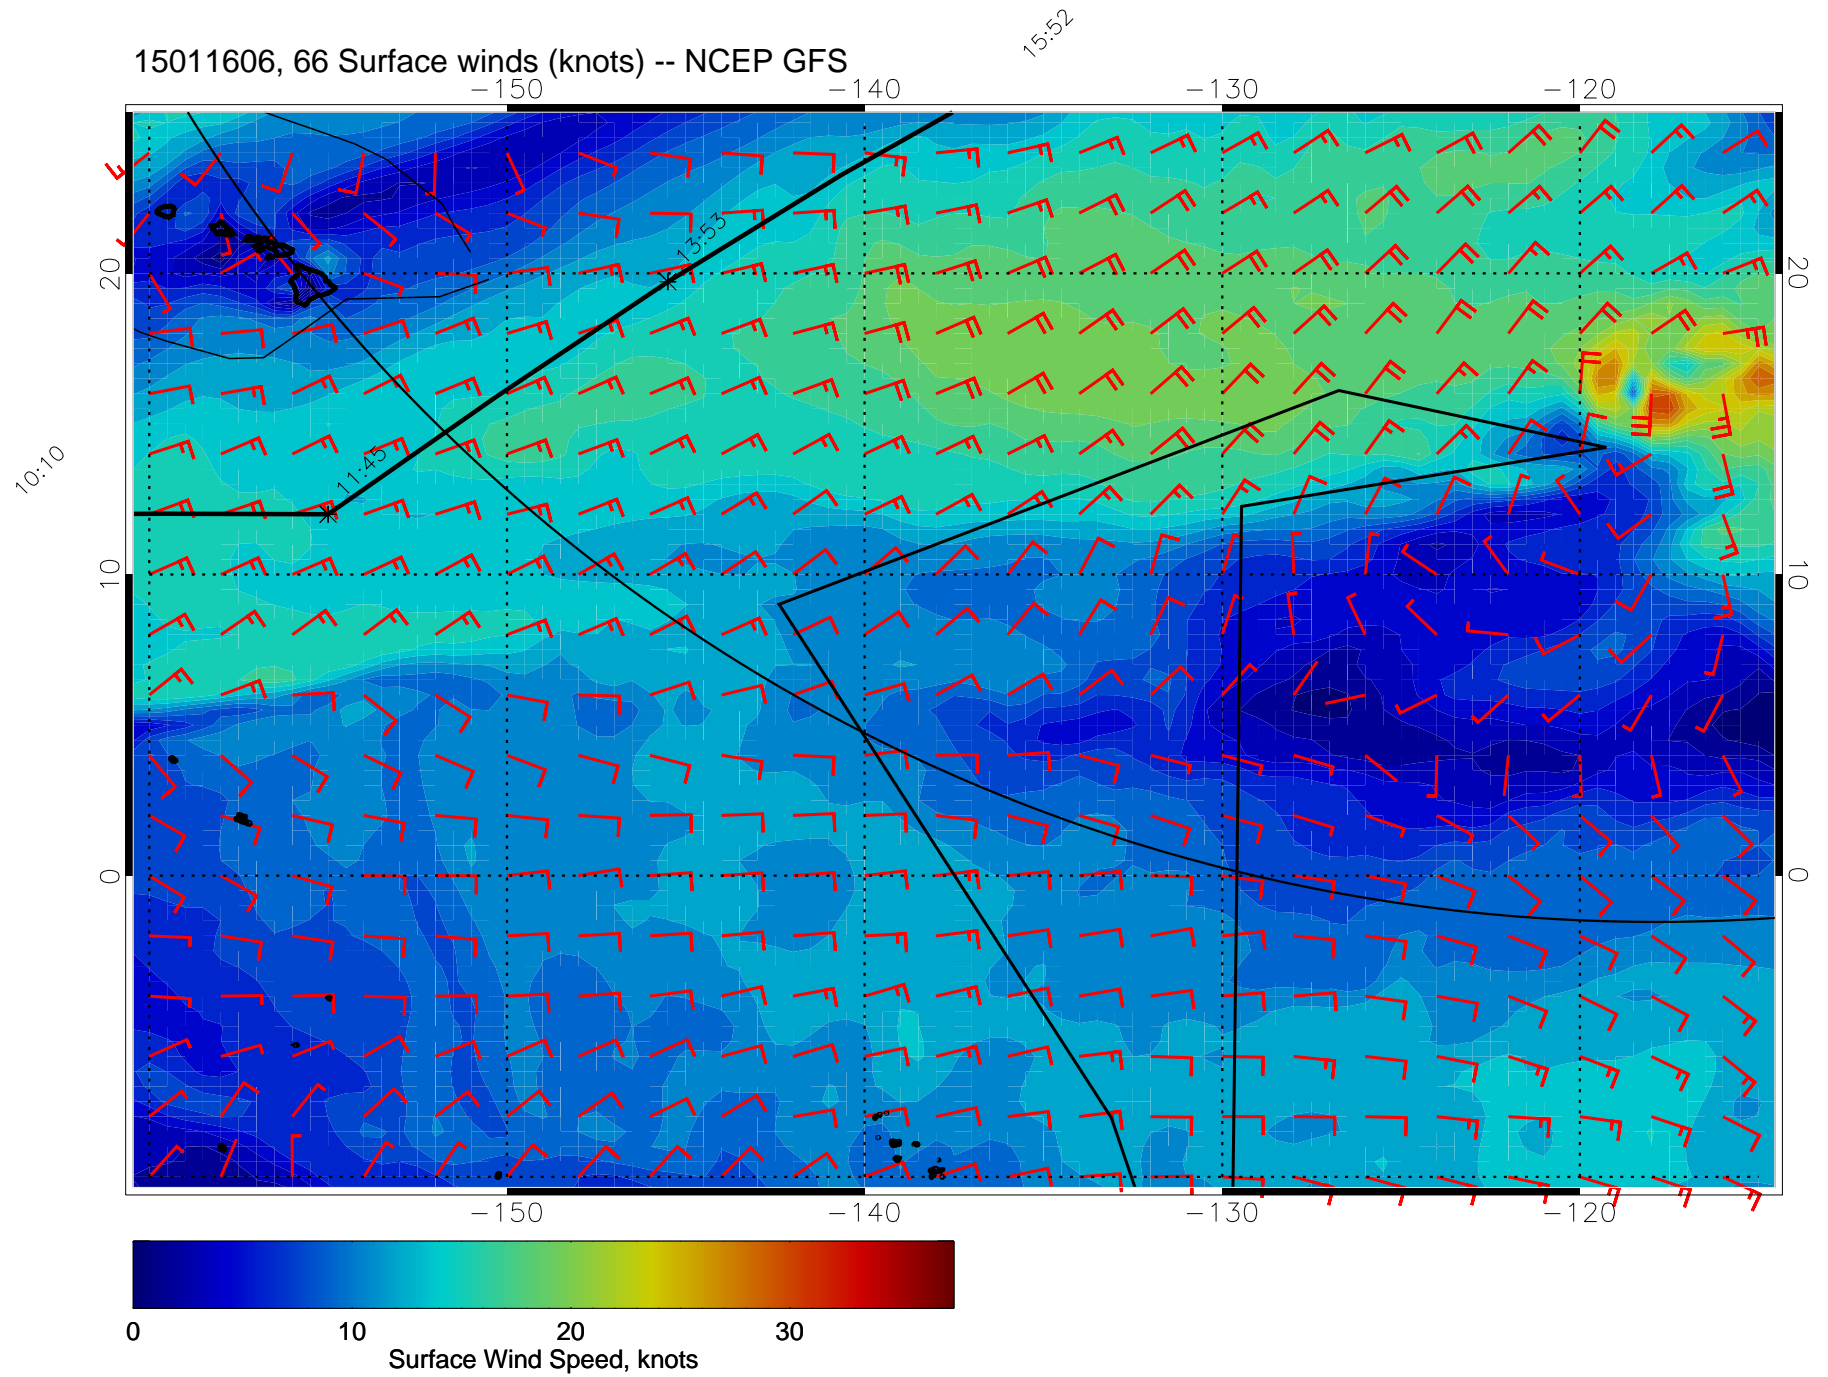 15:52
15011606, 66 Surface winds (knots) -- NCEP GFS
-150 -140 -130 -120
13:53
20 20
11:45
10:10
10 10
0 0
-150 -140 -130 -120
0 10 20 30
Surface Wind Speed, knots